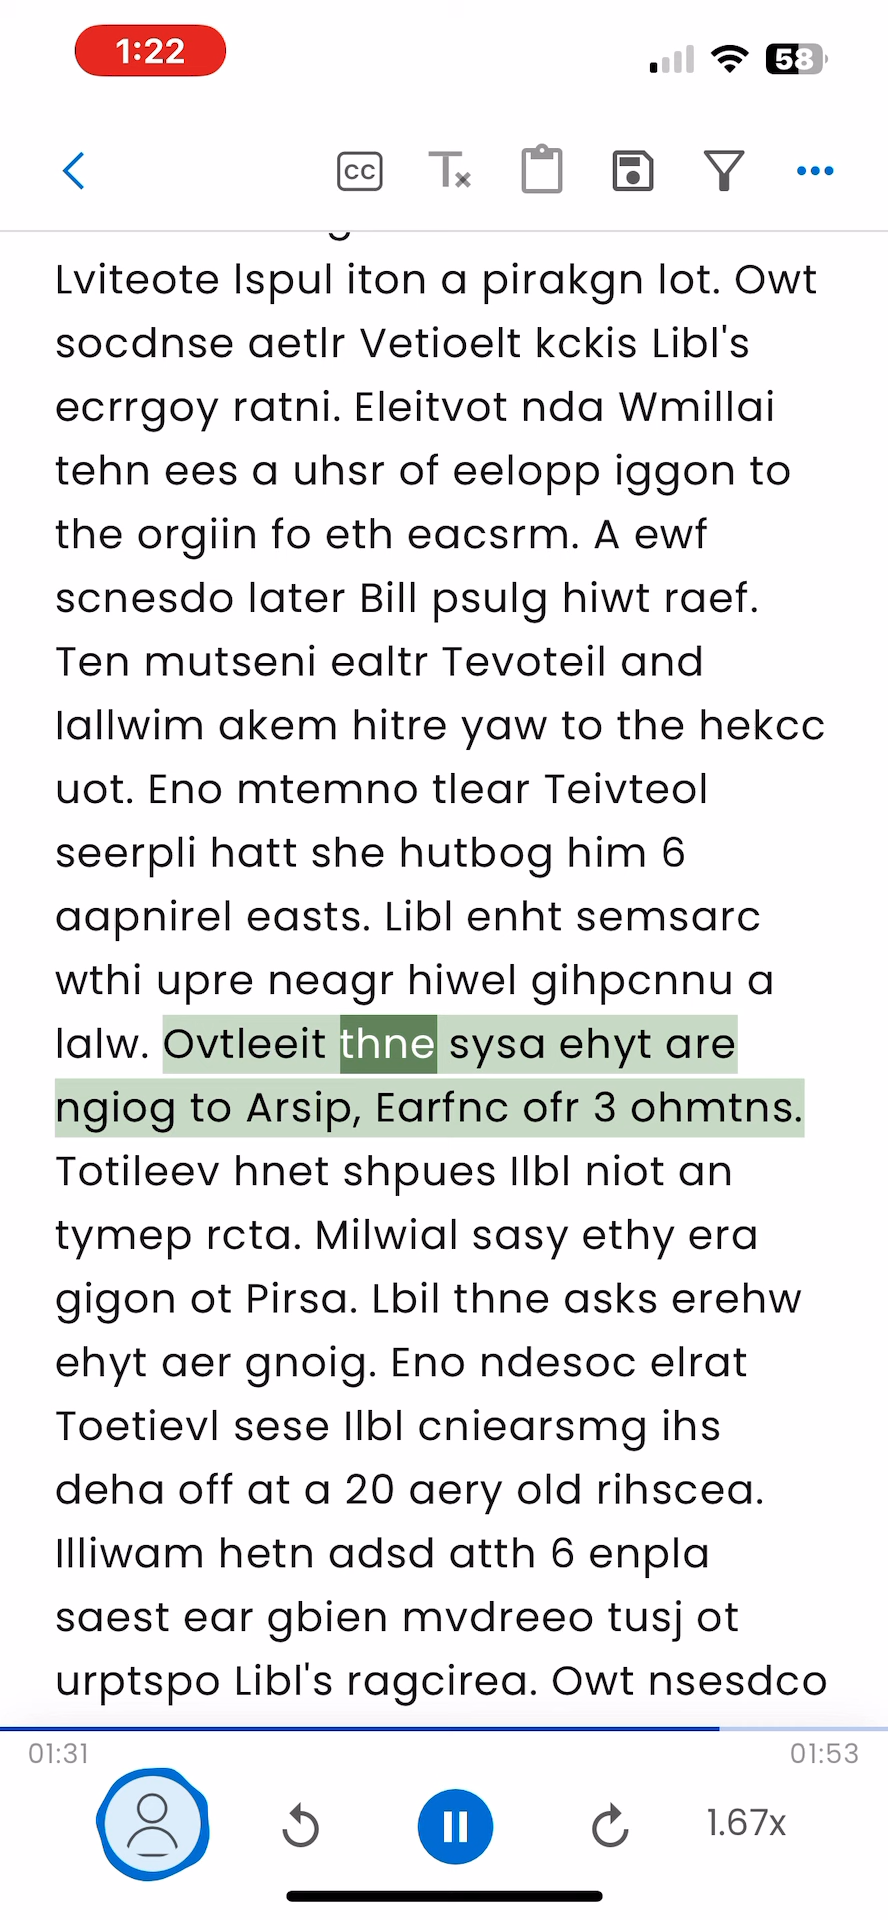 1:22
58
CC
Lviteote lspul iton a pirakgn lot. Owt
socdnse aetlr Vetioelt kckis Libl's
ecrrgoy ratni. Eleitvot nda Wmillai
tehn ees a uhsr of eelopp iggon to
the orgiin fo eth eacsrm. A ewf
scnesdo later Bill psulg hiwt raef.
Ten mutseni ealtr Tevoteil and
Iallwim akem hitre yaw to the hekcc
uot. Eno mtemno tlear Teivteol
seerpli hatt she hutbog him 6
aapnirel easts. Libl enht semsarc
wthi upre neagr hiwel gihpcnnu a
lalw. Ovtleeit thne sysa ehyt are
ngiog to Arsip, Earfnc ofr 3 ohmtns.
Totileev hnet shpues Ilbl niot an
tymep rcta. Milwial sasy ethy era
gigon ot Pirsa. Lbil thne asks erehw
ehyt aer gnoig. Eno ndesoc elrat
Toetievl sese Ilbl cniearsmg ihs
deha off at a 20 aery old rihscea.
Illiwam hetn adsd atth 6 enpla
saest ear gbien mvdreeo tusj ot
urptspo Libl's ragcirea. Owt nsesdco
01:31
01:53
1.67x